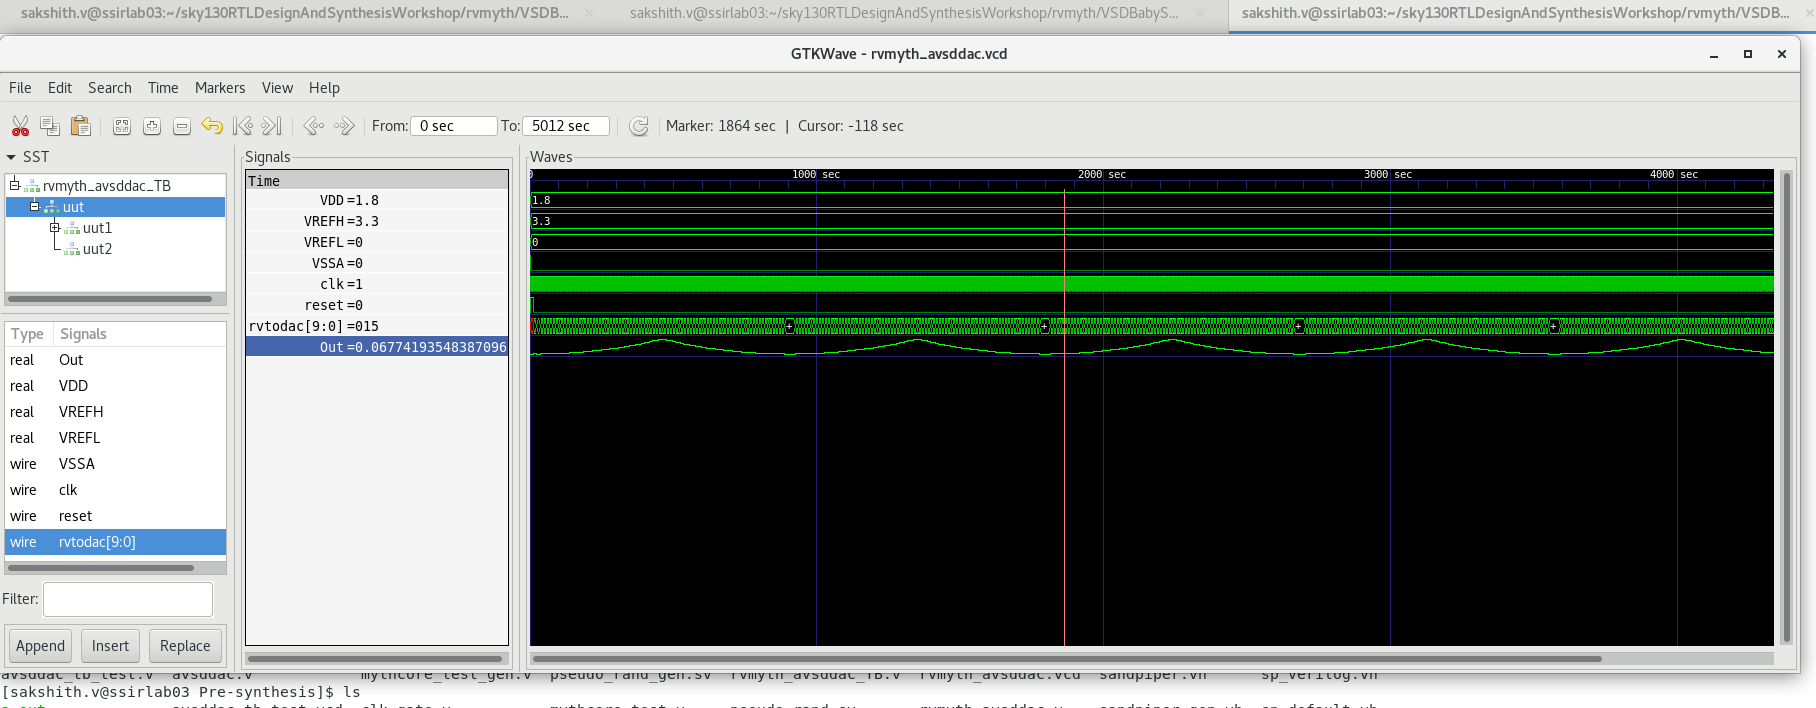 sakshith.v@ssirlab03:~/sky130RTLDesignAndSynthesisWorkshop/rvmyth/VSDB... × sakshith.v@ssirlab03:~/sky130RTLDesignAndSynthesisWorkshop/rvmyth/VSDBabyS... × sakshith.v@ssirlab03:~/sky130RTLDesignAndSynthesisWorkshop/rvmyth/VSDB... ×
GTKWave - rvmyth_avsddac.vcd
File Edit Search Time Markers View Help
From: 0 sec To: 5012 sec Marker: 1864 sec | Cursor: -118 sec
SST
rvmyth_avsddac_TB
uut
uut1
uut2
Type Signals
real Out
real VDD
real VREFH
real VREFL
wire VSSA
wire clk
wire reset
wire rvtodac[9:0]
Filter:
Append Insert Replace
Signals
Time
VDD=1.8
VREFH=3.3
VREFL=0
VSSA=0
clk=1
reset=0
rvtodac[9:0]=015
Out=0.06774193548387096
Waves
0 1000 sec 2000 sec 3000 sec 4000 sec
1.8
3.3
0
+ + + +
avsddac_tb_test.v avsddac.v mythcore_test_gen.v pseudo_rand_gen.sv rvmyth_avsddac_TB.v rvmyth_avsddac.vcd sandpiper.vh sp_verilog.vh
[sakshith.v@ssirlab03 Pre-synthesis]$ ls